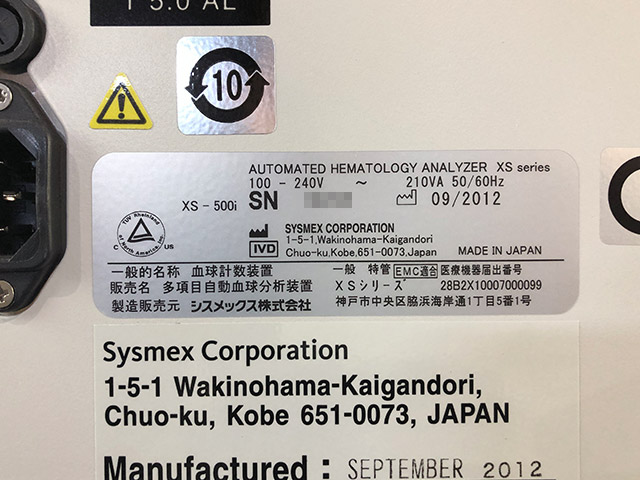 T 5.0 AL
10
AUTOMATED HEMATOLOGY ANALYZER XS series
100 - 240V ~ 210VA 50/60Hz
XS - 500i SN 09/2012
TUV Rheinland
of North America, Inc.
C US
SYSMEX CORPORATION
1-5-1,Wakinohama-Kaigandori
IVD Chuo-ku,Kobe,651-0073,Japan MADE IN JAPAN
一般的名称 血球計数装置 一般 特管 EMC適合 医療機器届出番号
販売名 多項目自動血球分析装置 XSシリーズ 28B2X10007000099
製造販売元 シスメックス株式会社 神戸市中央区脇浜海岸通1丁目5番1号
Sysmex Corporation
1-5-1 Wakinohama-Kaigandori,
Chuo-ku, Kobe 651-0073, JAPAN
Manufactured : SEPTEMBER 2012